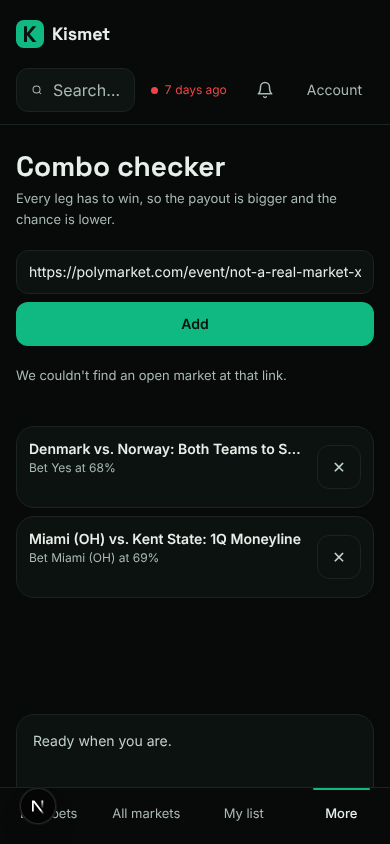 Kismet
Search...
7 days ago
Account
Combo checker
Every leg has to win, so the payout is bigger and the
chance is lower.
https://polymarket.com/event/not-a-real-market-x
Add
We couldn't find an open market at that link.
Denmark vs. Norway: Both Teams to S...
Bet Yes at 68%
Miami (OH) vs. Kent State: 1Q Moneyline
Bet Miami (OH) at 69%
Ready when you are.
All markets
My list
More